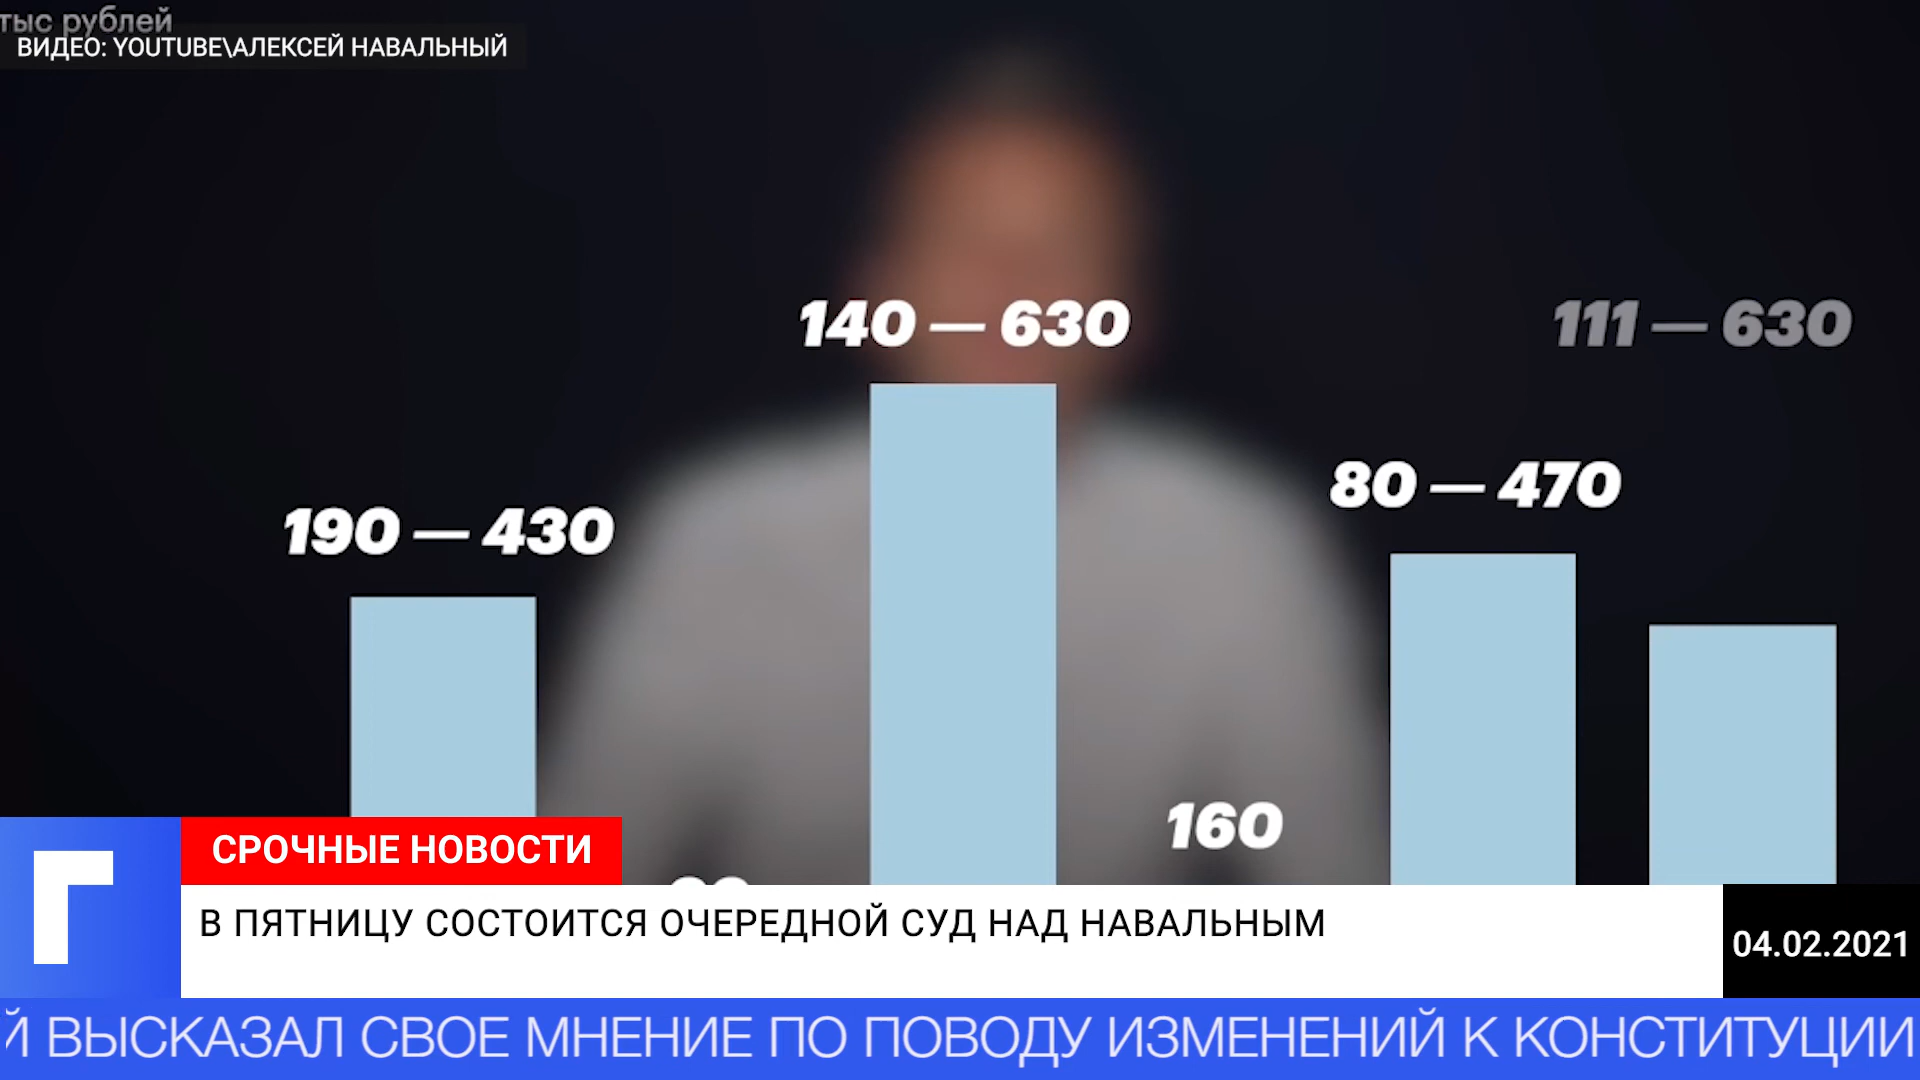 тыс рублей
ВИДЕО: YOUTUBE\АЛЕКСЕЙ НАВАЛЬНЫЙ
140 — 630
111 — 630
80 — 470
190 — 430
160
СРОЧНЫЕ НОВОСТИ
Г
В ПЯТНИЦУ СОСТОИТСЯ ОЧЕРЕДНОЙ СУД НАД НАВАЛЬНЫМ
04.02.2021
Й ВЫСКАЗАЛ СВОЕ МНЕНИЕ ПО ПОВОДУ ИЗМЕНЕНИЙ К КОНСТИТУЦИИ